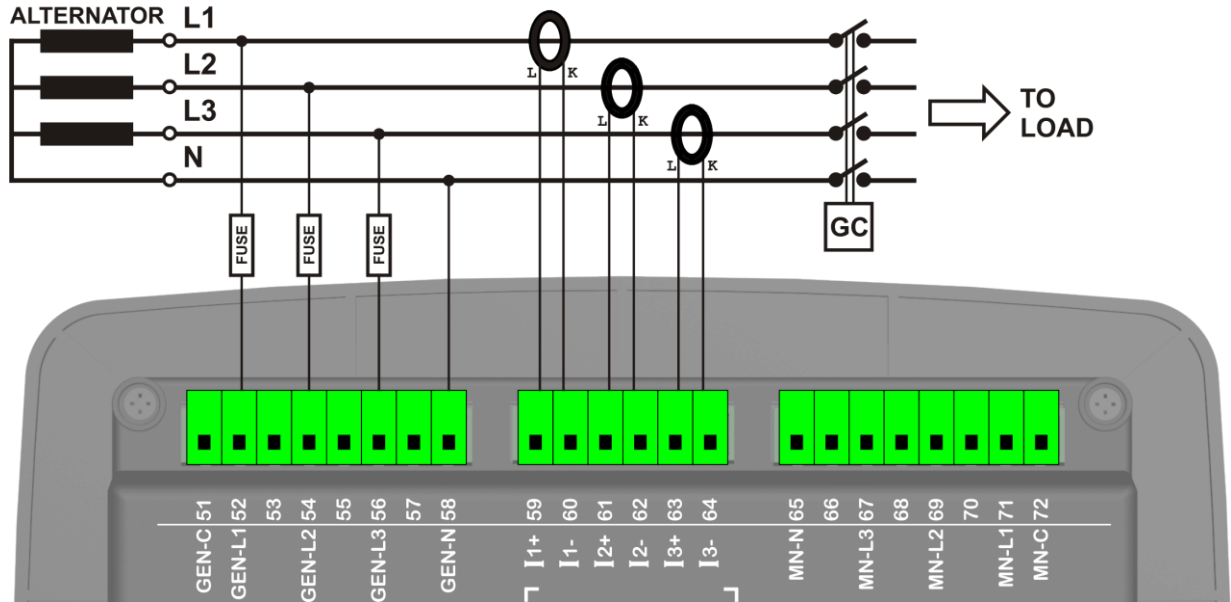 ALTERNATOR L1
L2
L3
N
L K
L K
L K
TO
LOAD
FUSE FUSE FUSE
GC
51 52 53 54 55 56 57 58 59 60 61 62 63 64 65 66 67 68 69 70 71 72
GEN-C GEN-L1 GEN-L2 GEN-L3 GEN-N I1+ I1- I2+ I2- I3+ I3- MN-N MN-L3 MN-L2 MN-L1 MN-C